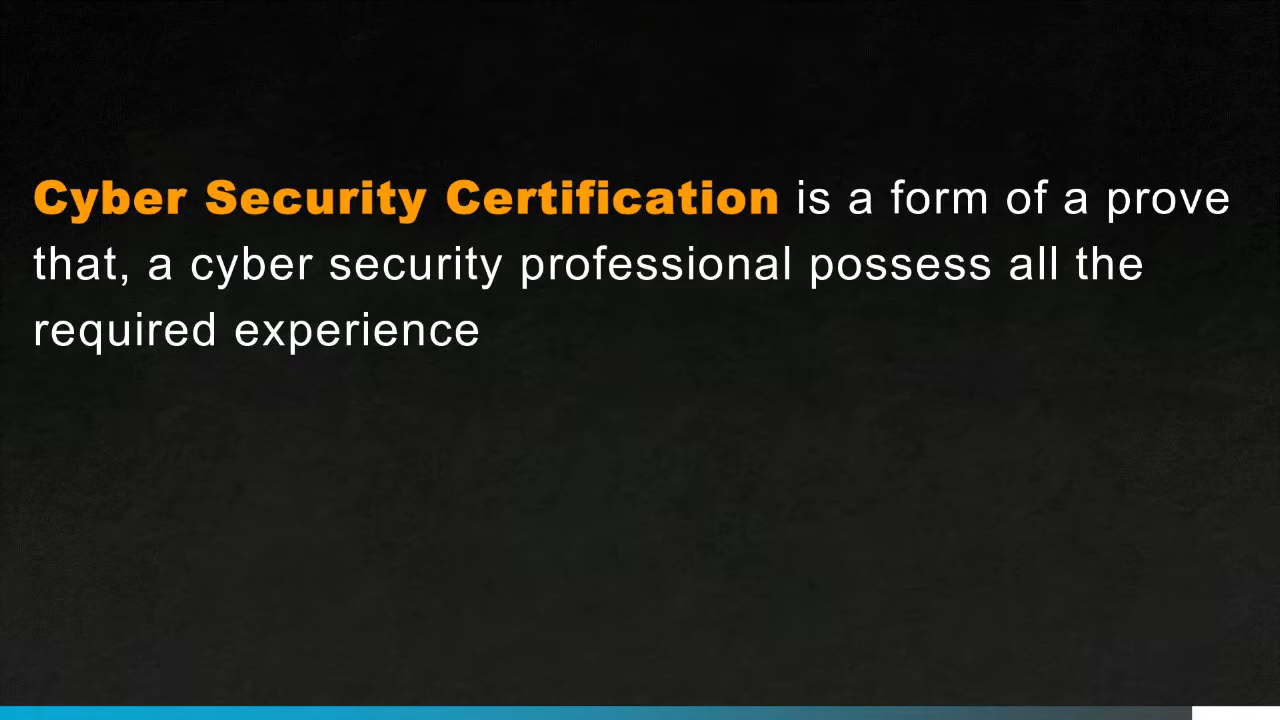 Cyber Security Certification is a form of a prove
that, a cyber security professional possess all the
required experience